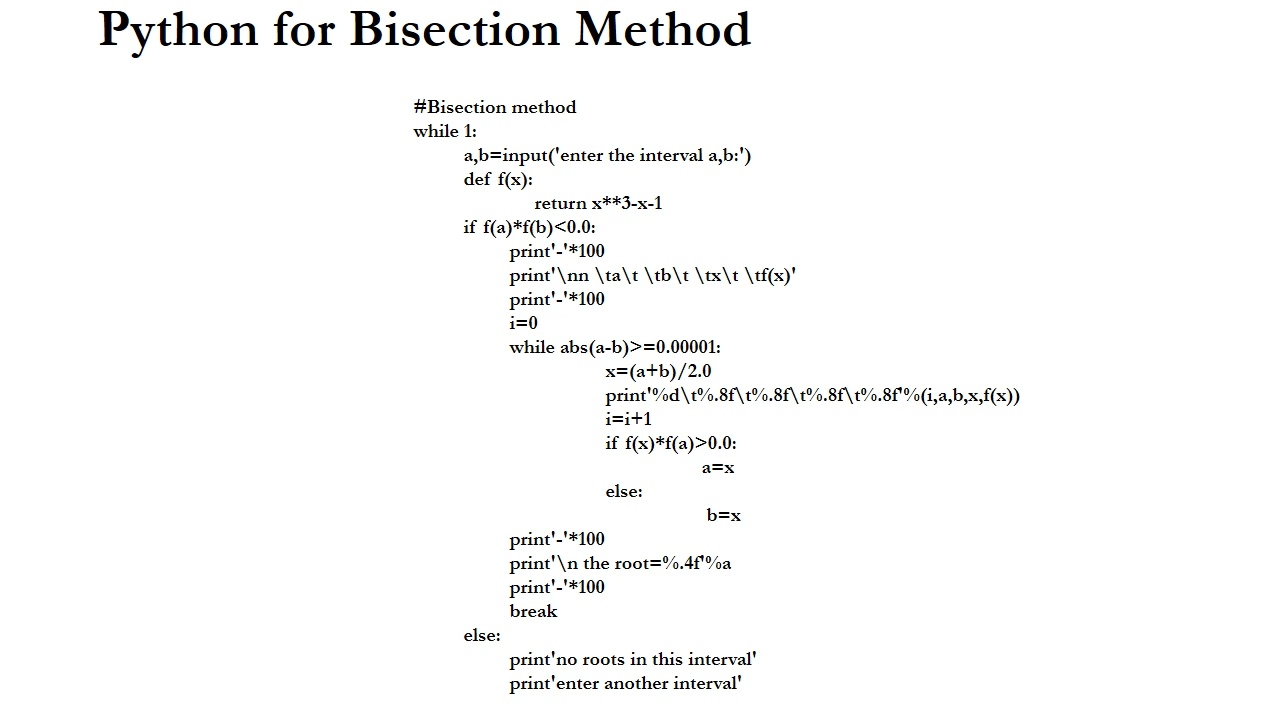 Python for Bisection Method
#Bisection method
while 1:
a,b=input('enter the interval a,b:')
def f(x):
return x**3-x-1
if f(a)*f(b)<0.0:
print'-'*100
print'\nn \ta\t \tb\t \tx\t \tf(x)'
print'-'*100
i=0
while abs(a-b)>=0.00001:
x=(a+b)/2.0
print'%d\t%.8f\t%.8f\t%.8f\t%.8f'%(i,a,b,x,f(x))
i=i+1
if f(x)*f(a)>0.0:
a=x
else:
b=x
print'-'*100
print'\n the root=%.4f'%a
print'-'*100
break
else:
print'no roots in this interval'
print'enter another interval'